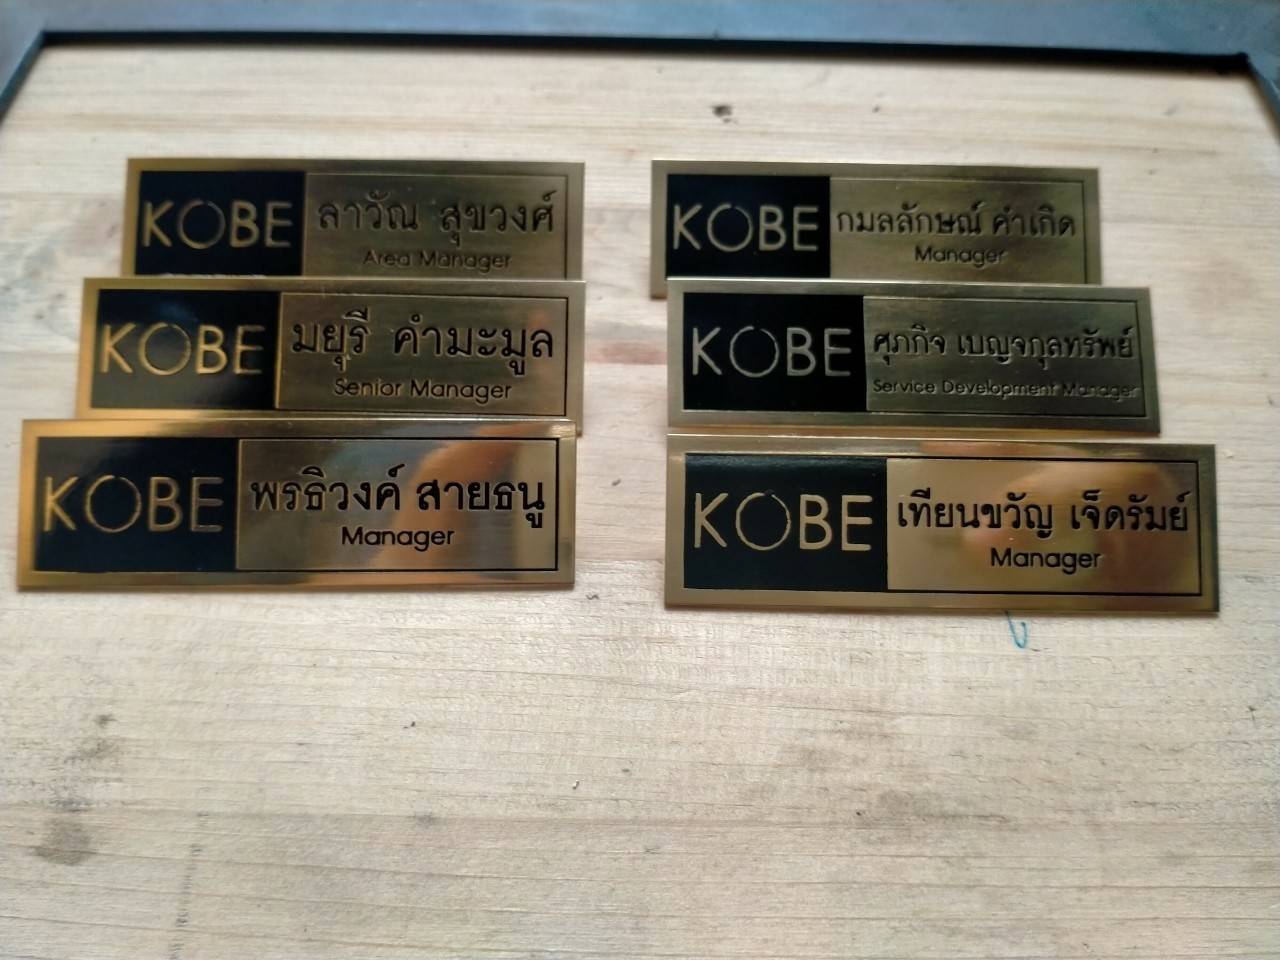 KOBE
ลาวัณ สุขวงศ์
Area Manager
KOBE
มยุรี คำมะมูล
Senior Manager
KOBE
พรธิวงค์ สายธนู
Manager
KOBE
กมลลักษณ์ คำเกิด
Manager
KOBE
ศุภกิจ เบญจกุลทรัพย์
Service Development Manager
KOBE
เทียนขวัญ เจ็ดรัมย์
Manager